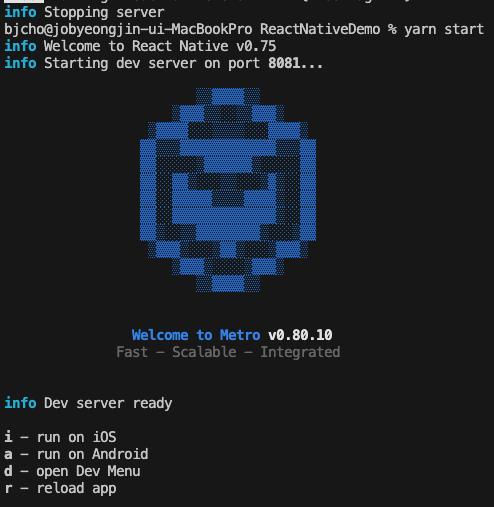 info Stopping server
bjcho@jobyeongjin-ui-MacBookPro ReactNativeDemo % yarn start
info Welcome to React Native v0.75
info Starting dev server on port 8081...
Welcome to Metro v0.80.10
Fast - Scalable - Integrated
info Dev server ready
i - run on iOS
a - run on Android
d - open Dev Menu
r - reload app